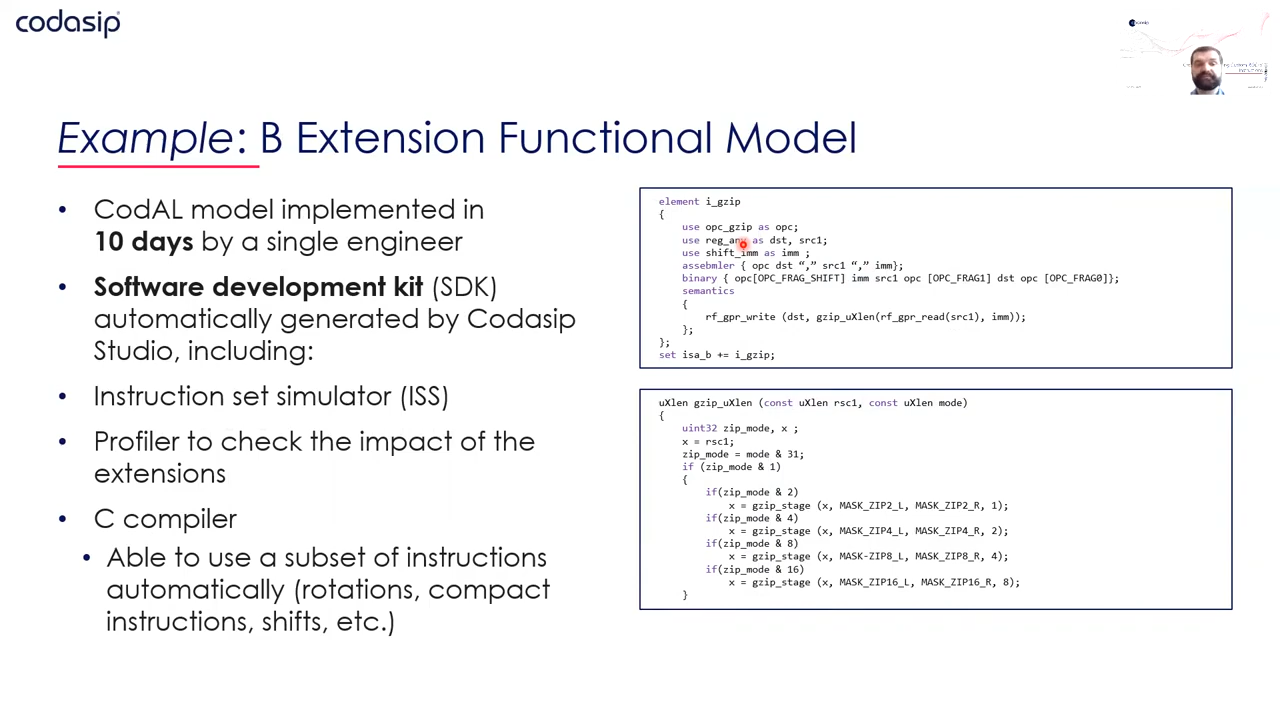 codasip
Example: B Extension Functional Model
• CodAL model implemented in
10 days by a single engineer
• Software development kit (SDK)
automatically generated by Codasip
Studio, including:
• Instruction set simulator (ISS)
• Profiler to check the impact of the
extensions
• C compiler
• Able to use a subset of instructions
automatically (rotations, compact
instructions, shifts, etc.)
element i_gzip
{
use opc_gzip as opc;
use reg_any as dst, src1;
use shift_imm as imm ;
assebmler { opc dst “,” src1 “,” imm};
binary { opc[OPC_FRAG_SHIFT] imm src1 opc [OPC_FRAG1] dst opc [OPC_FRAG0]};
semantics
{
rf_gpr_write (dst, gzip_uXlen(rf_gpr_read(src1), imm));
};
};
set isa_b += i_gzip;
uXlen gzip_uXlen (const uXlen rsc1, const uXlen mode)
{
uint32 zip_mode, x ;
x = rsc1;
zip_mode = mode & 31;
if (zip_mode & 1)
{
if(zip_mode & 2)
x = gzip_stage (x, MASK_ZIP2_L, MASK_ZIP2_R, 1);
if(zip_mode & 4)
x = gzip_stage (x, MASK_ZIP4_L, MASK_ZIP4_R, 2);
if(zip_mode & 8)
x = gzip_stage (x, MASK-ZIP8_L, MASK_ZIP8_R, 4);
if(zip_mode & 16)
x = gzip_stage (x, MASK_ZIP16_L, MASK_ZIP16_R, 8);
}